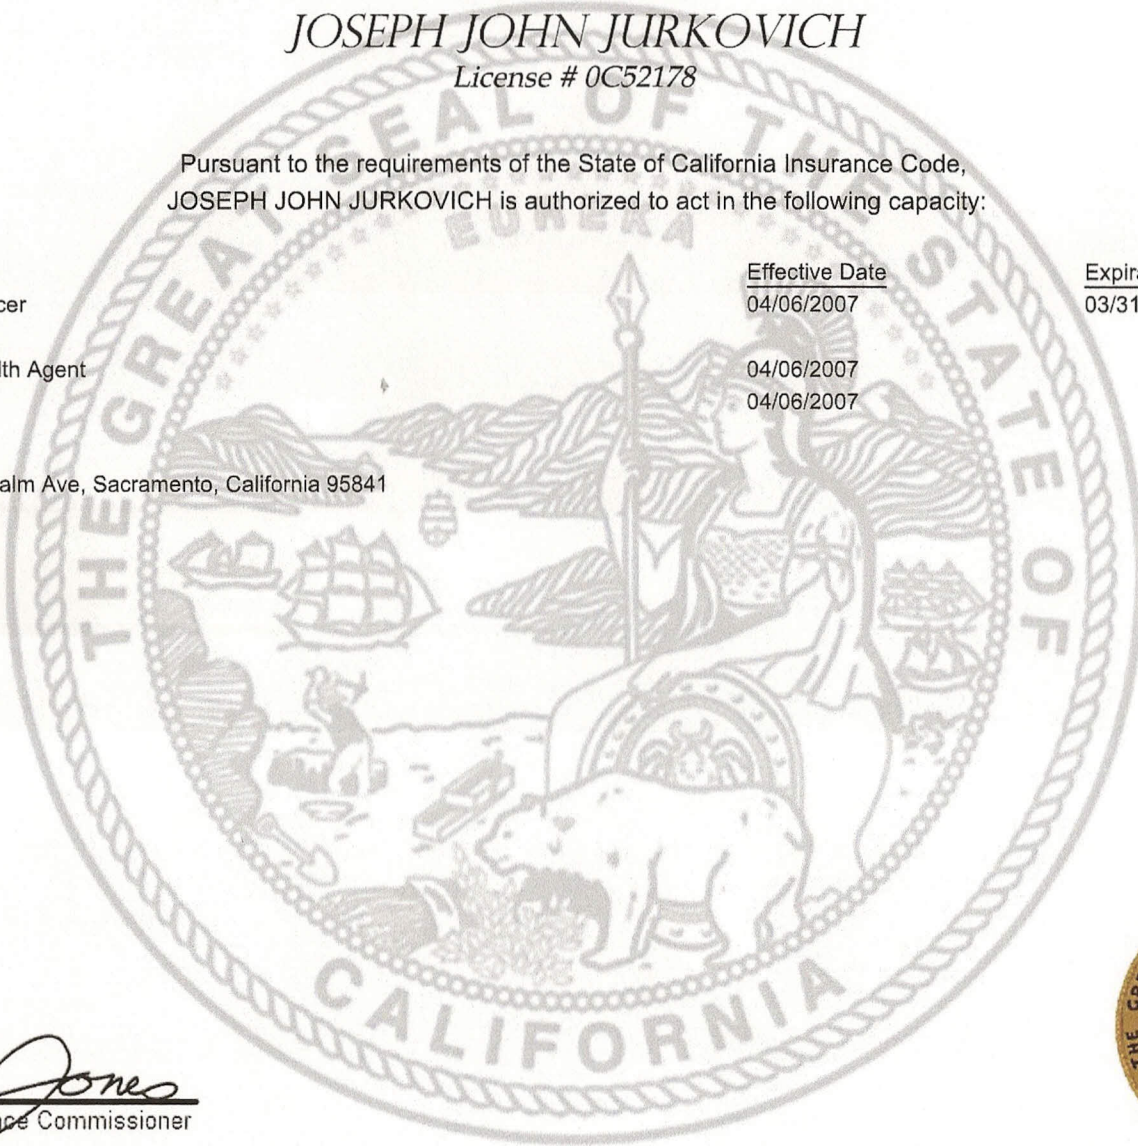 JOSEPH JOHN JURKOVICH
License # 0C52178
Pursuant to the requirements of the State of California Insurance Code,
JOSEPH JOHN JURKOVICH is authorized to act in the following capacity:
Effective Date Expira
cer 04/06/2007 03/31
lth Agent 04/06/2007
04/06/2007
alm Ave, Sacramento, California 95841
THE GREAT SEAL OF THE STATE OF
EUREKA
CALIFORNIA
Jones
nce Commissioner
THE GRE